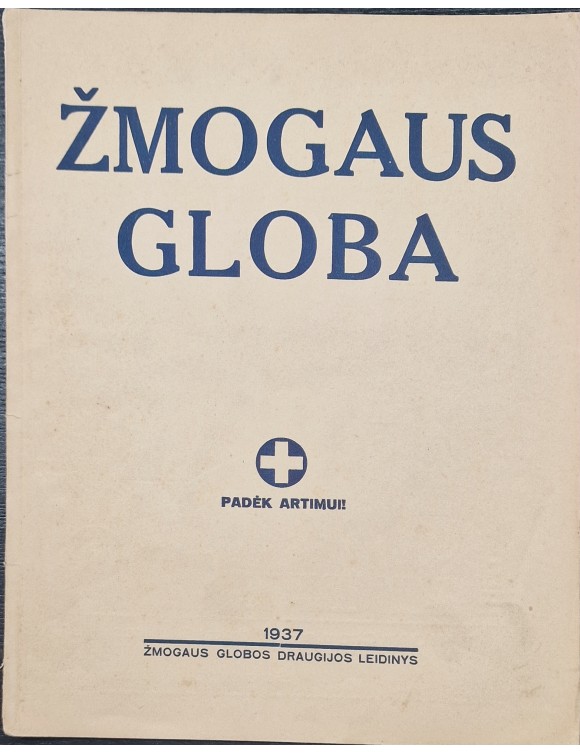 ŽMOGAUS
GLOBA
PADĖK ARTIMUI!
1937
ŽMOGAUS GLOBOS DRAUGIJOS LEIDINYS